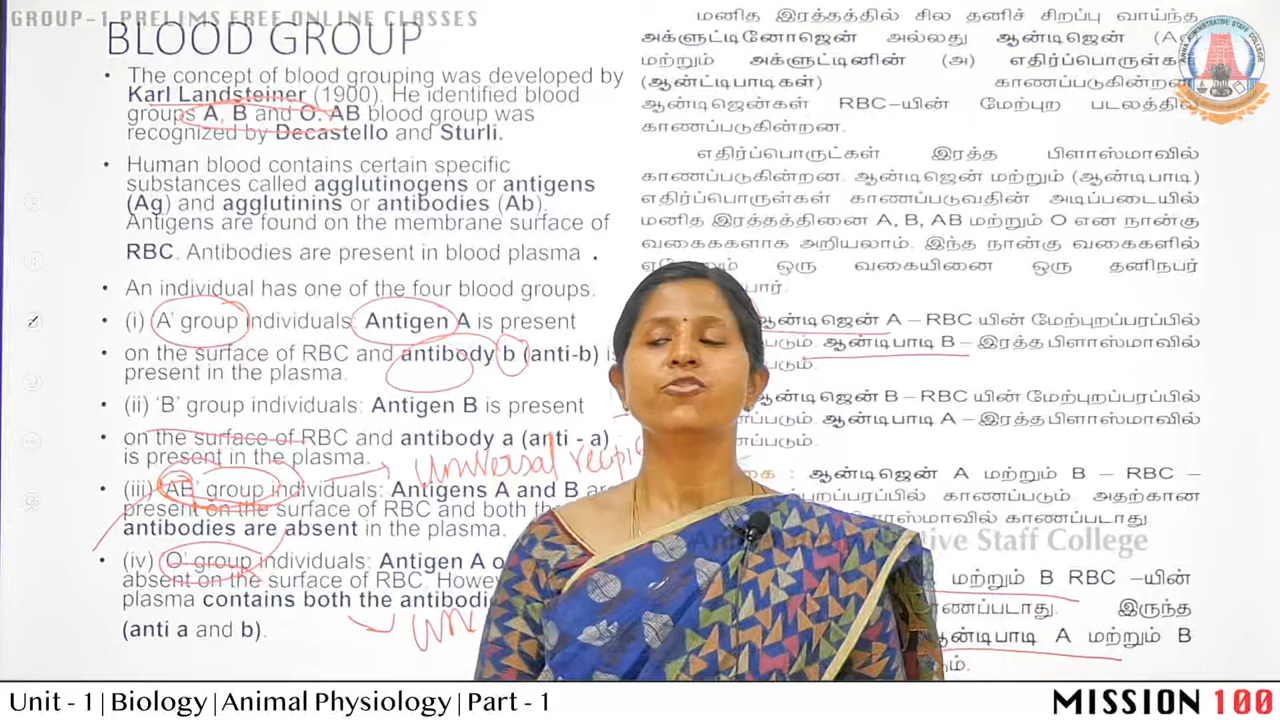 GROUP-1 PRELIMS FREE ONLINE CLASSES
BLOOD GROUP
• The concept of blood grouping was developed by
Karl Landsteiner (1900). He identified blood
groups A, B and O. AB blood group was
recognized by Decastello and Sturli.
• Human blood contains certain specific
substances called agglutinogens or antigens
(Ag) and agglutinins or antibodies (Ab).
Antigens are found on the membrane surface of
RBC. Antibodies are present in blood plasma .
• An individual has one of the four blood groups.
• (i) A' group individuals: Antigen A is present
• on the surface of RBC and antibody b (anti-b)
present in the plasma.
• (ii) ‘B’ group individuals: Antigen B is present
• on the surface of RBC and antibody a (anti - a)
is present in the plasma.
universal
• (iii) AB’ group individuals: Antigens A and B
present on the surface of RBC and both
antibodies are absent in the plasma.
• (iv) O’ group individuals: Antigen A
absent on the surface of RBC.
plasma contains both the
(anti a and b).
மனித இரத்தத்தில் சில தனிச் சிறப்பு வாய்ந்த
அக்ளுட்டினோஜென் அல்லது ஆன்டிஜென்
மற்றும் அக்ளுட்டினின் (அ) எதிர்ப்பொருள்கள்
(ஆன்ட்டிபாடிகள்) காணப்படுகின்றன
ஆன்டிஜென்கள் RBC-யின் மேற்புற படலத்தில்
காணப்படுகின்றன.
எதிர்ப்பொருட்கள் இரத்த பிளாஸ்மாவில்
காணப்படுகின்றன. ஆன்டிஜென் மற்றும் (ஆன்டிபாடி)
எதிர்ப்பொருள்கள் காணப்படுவதின் அடிப்படையில்
மனித இரத்தத்தினை A, B, AB மற்றும் O என நான்கு
வகைககளாக அறியலாம். இந்த நான்கு வகைகளில்
ஒரு வகையினை ஒரு தனிநபர்
ஆன்டிஜென் A – RBC யின் மேற்புறப்பரப்பில்
ஆன்டிபாடி B – இரத்த பிளாஸ்மாவில்
ஆன்டிஜென் B – RBC யின் மேற்புறப்பரப்பில்
ஆன்டிபாடி A – இரத்த பிளாஸ்மாவில்
: ஆன்டிஜென் A மற்றும் B – RBC –
காணப்படும். அதற்கான
காணப்படாது.
Staff College
மற்றும் B RBC –யின்
இருந்த
ஆன்டிபாடி A மற்றும் B
Unit - 1 | Biology | Animal Physiology | Part - 1
MISSION 100